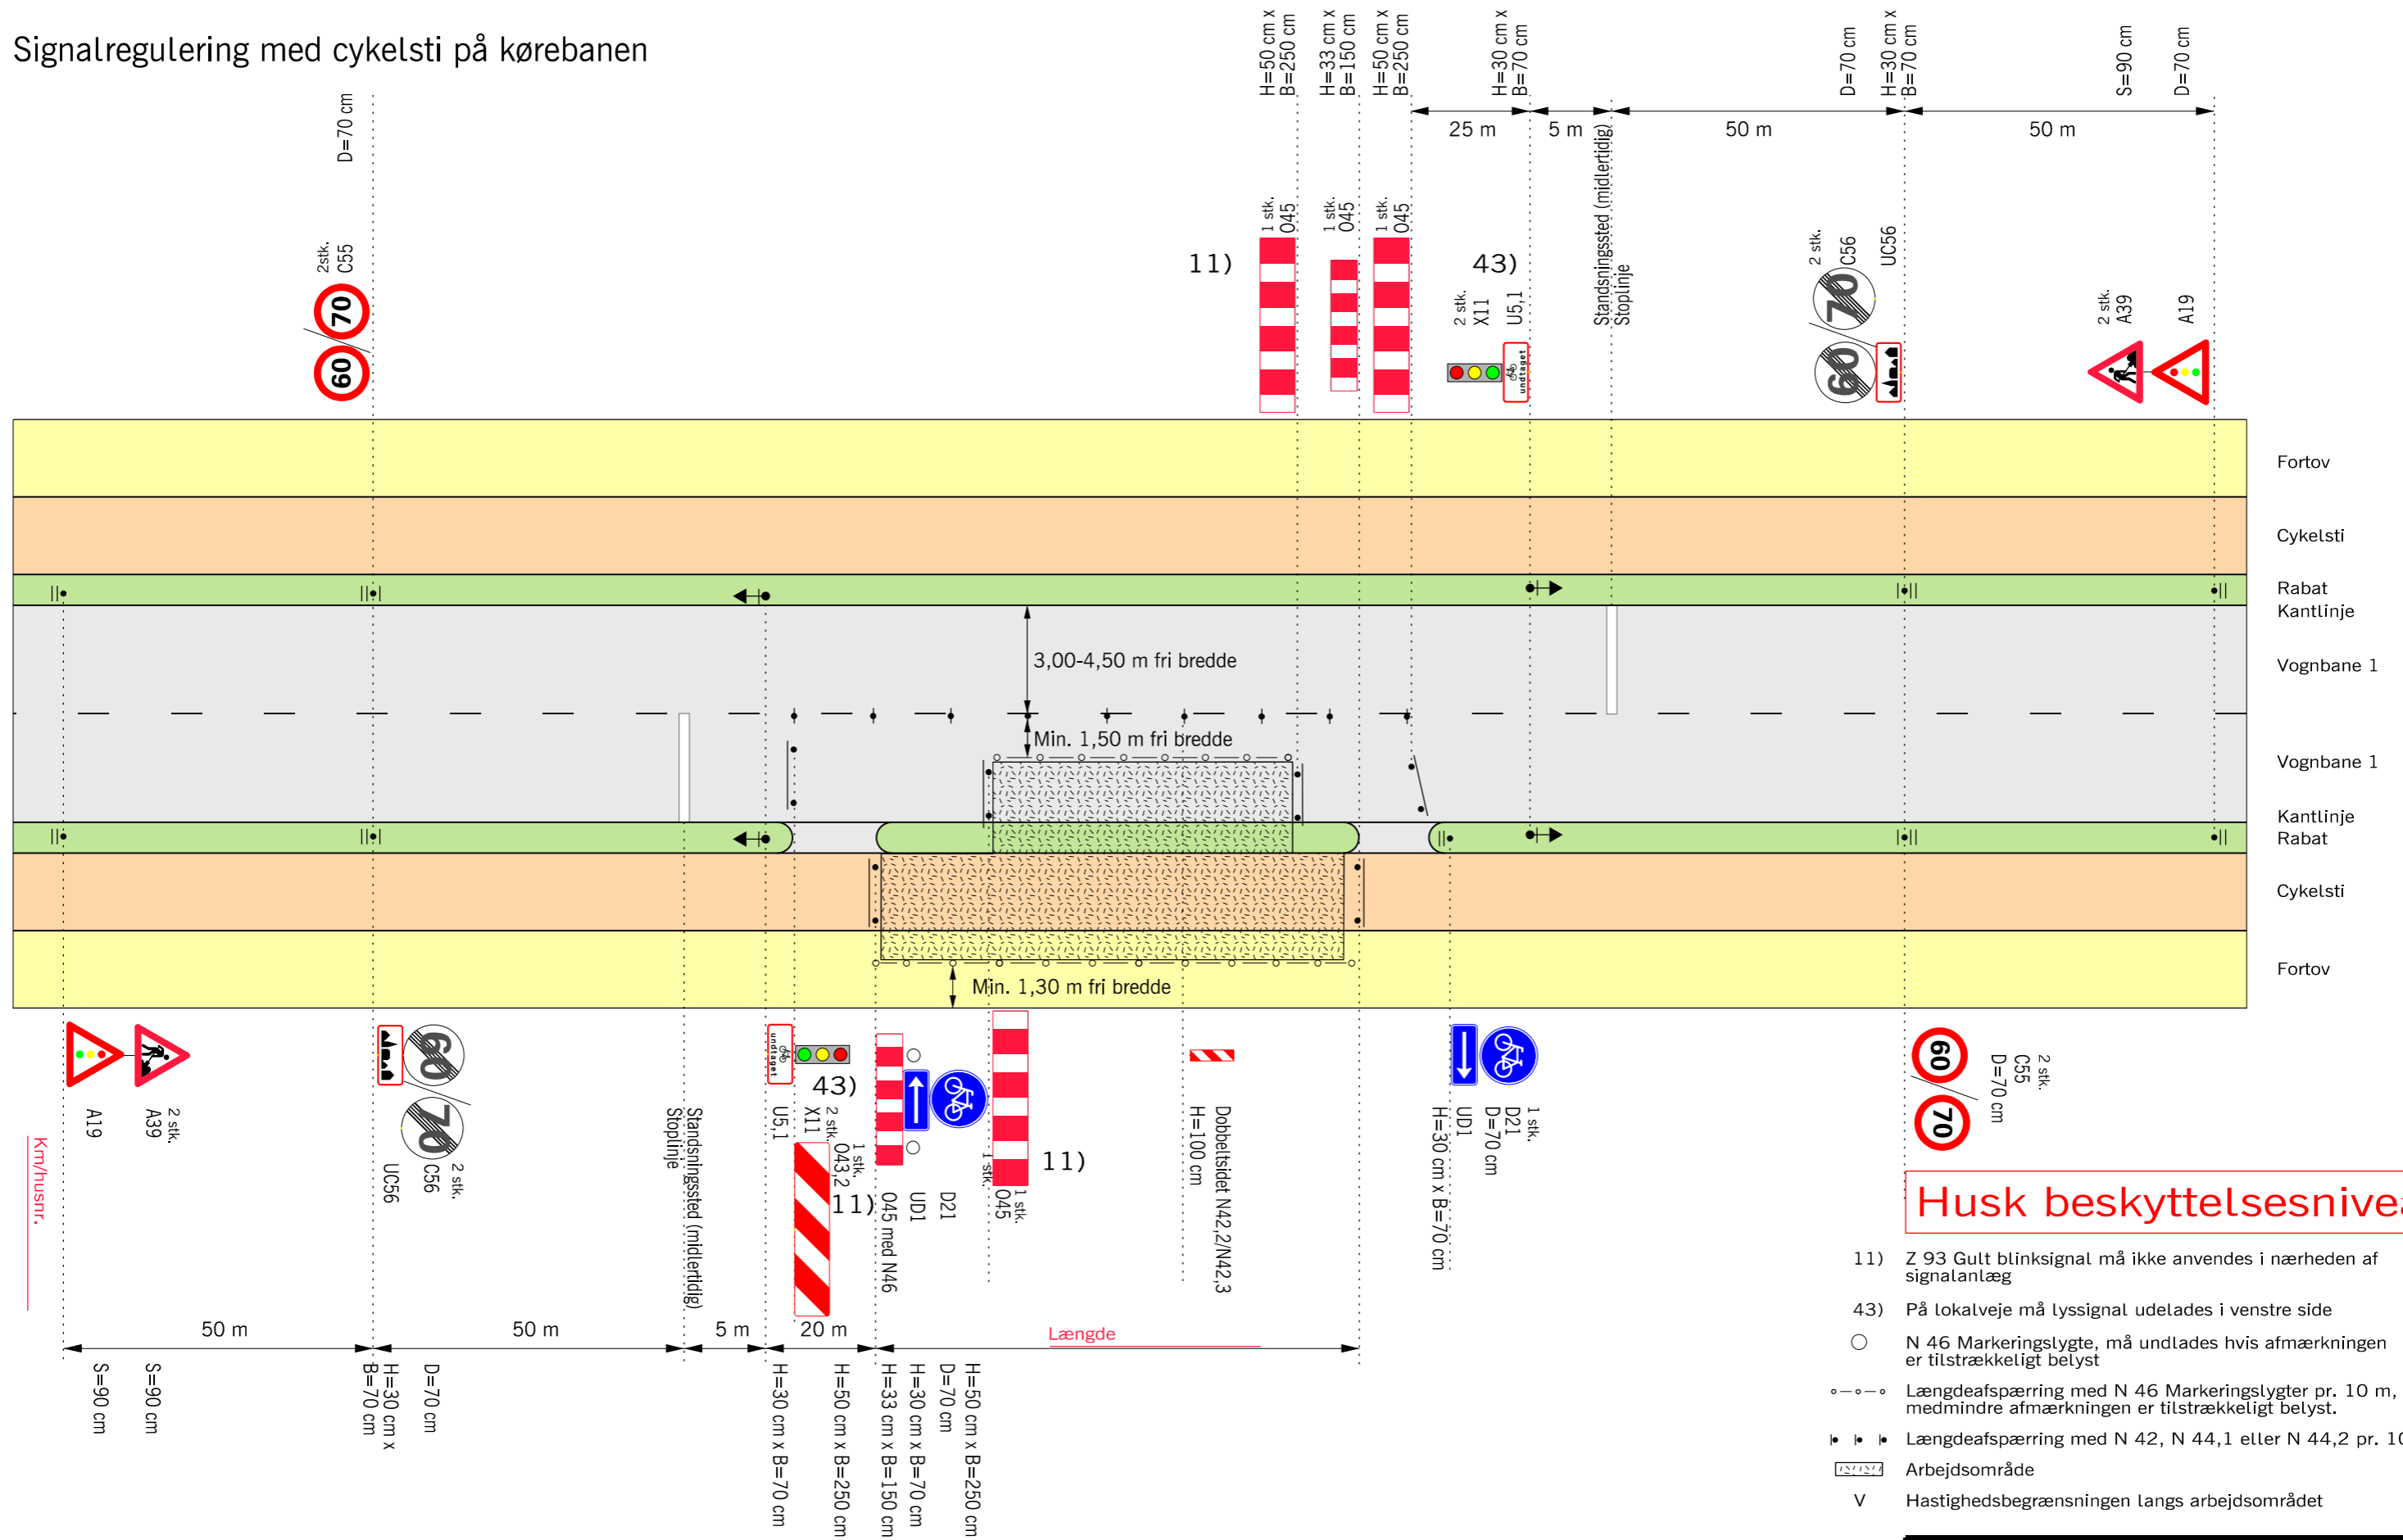 Signalregulering med cykelsti på kørebanen
D=70 cm
2stk.
C55
70
60
H=50 cm x
B=250 cm
H=33 cm x
B=150 cm
H=50 cm x
B=250 cm
H=30 cm x
B=70 cm
D=70 cm
H=30 cm x
B=70 cm
S=90 cm
D=70 cm
25 m
5 m
50 m
50 m
11)
1 stk.
O45
1 stk.
O45
1 stk.
O45
43)
2 stk.
X11
U5,1
undtaget
Standsningssted (midlertidig)
Stoplinje
2 stk.
C56
UC56
70
60
2 stk.
A39
A19
Fortov
Cykelsti
Rabat
Kantlinje
Vognbane 1
Vognbane 1
Kantlinje
Rabat
Cykelsti
Fortov
3,00-4,50 m fri bredde
Min. 1,50 m fri bredde
Min. 1,30 m fri bredde
Km/husnr.
A19
2 stk.
A39
60
70
UC56
C56
2 stk.
Stoplinje
Standsningssted (midlertidig)
undtaget
U5,1
X11
2 stk.
43)
O43,2
1 stk.
11)
O45 med N46
UD1
D21
1 stk.
O45
1 stk.
11)
H=100 cm
Dobbeltsidet N42,2/N42,3
H=30 cm x B=70 cm
UD1
D=70 cm
D21
1 stk.
60
70
D=70 cm
C55
2 stk.
50 m
50 m
5 m
20 m
Længde
S=90 cm
S=90 cm
B=70 cm
H=30 cm x
D=70 cm
H=30 cm x B=70 cm
H=50 cm x B=250 cm
H=33 cm x B=150 cm
H=30 cm x B=70 cm
D=70 cm
H=50 cm x B=250 cm
Husk beskyttelsesnivea
11) Z 93 Gult blinksignal må ikke anvendes i nærheden af
signalanlæg
43) På lokalveje må lyssignal udelades i venstre side
N 46 Markeringslygte, må undlades hvis afmærkningen
er tilstrækkeligt belyst
Længdeafspærring med N 46 Markeringslygter pr. 10 m,
medmindre afmærkningen er tilstrækkeligt belyst.
Længdeafspærring med N 42, N 44,1 eller N 44,2 pr. 10
Arbejdsområde
V Hastighedsbegrænsningen langs arbejdsområdet